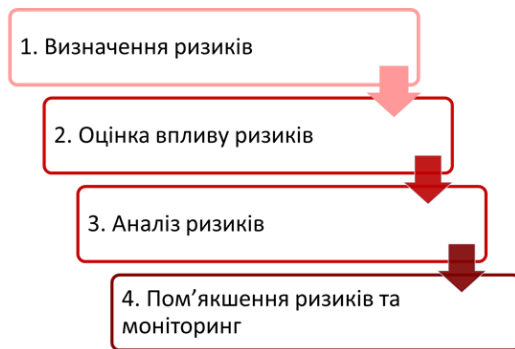 1. Визначення ризиків
2. Оцінка впливу ризиків
3. Аналіз ризиків
4. Пом’якшення ризиків та
моніторинг